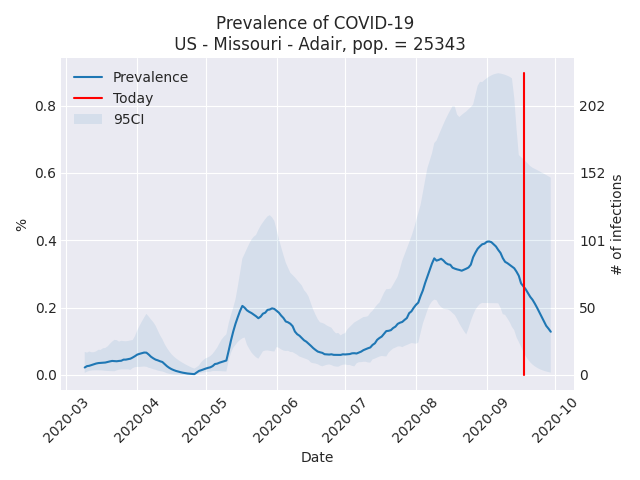 Prevalence of COVID-19
US - Missouri - Adair, pop. = 25343
Prevalence
Today
95CI
0.8
0.6
0.4
0.2
0.0
%
202
152
101
50
0
# of infections
2020-03
2020-04
2020-05
2020-06
2020-07
2020-08
2020-09
2020-10
Date